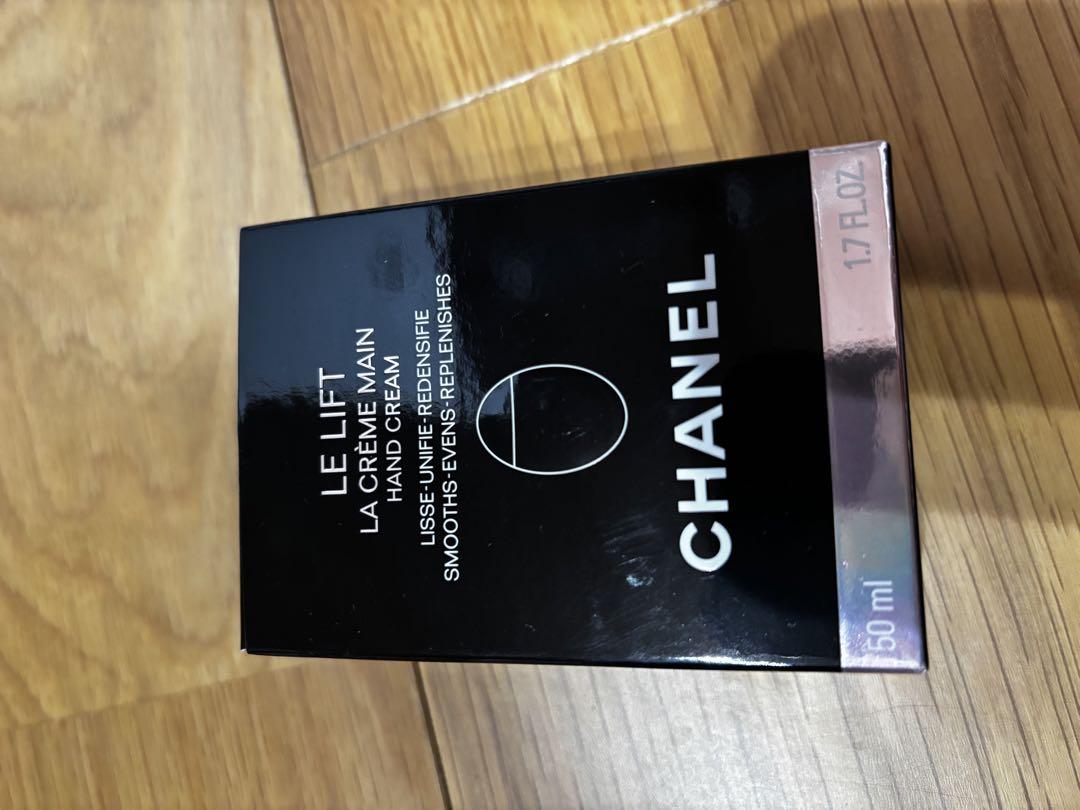 LE LIFT
LA CRÈME MAIN
HAND CREAM
LISSE-UNIFIE-REDENSIFIE
SMOOTHS-EVENS-REPLENISHES
CHANEL
50 ml 1.7 FL.OZ.